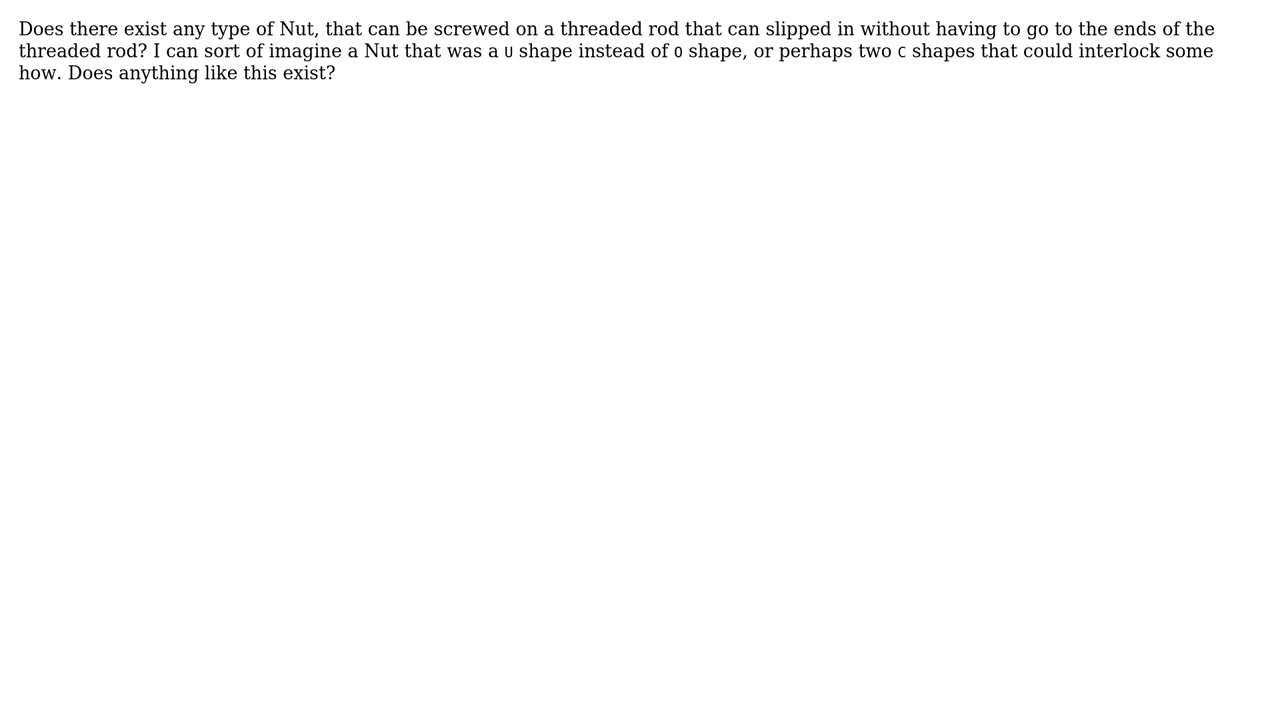 Does there exist any type of Nut, that can be screwed on a threaded rod that can slipped in without having to go to the ends of the
threaded rod? I can sort of imagine a Nut that was a U shape instead of O shape, or perhaps two C shapes that could interlock some
how. Does anything like this exist?